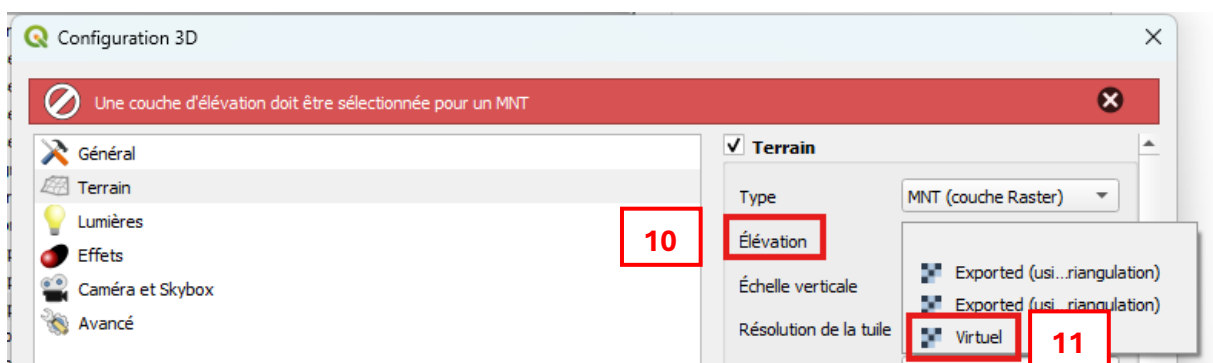 Configuration 3D
Une couche d'élévation doit être sélectionnée pour un MNT
Général
Terrain
Lumières
Effets
Caméra et Skybox
Avancé
Terrain
Type
MNT (couche Raster)
10
Élévation
Échelle verticale
Résolution de la tuile
Exported (usi...riangulation)
Exported (usi...riangulation)
Virtuel
11